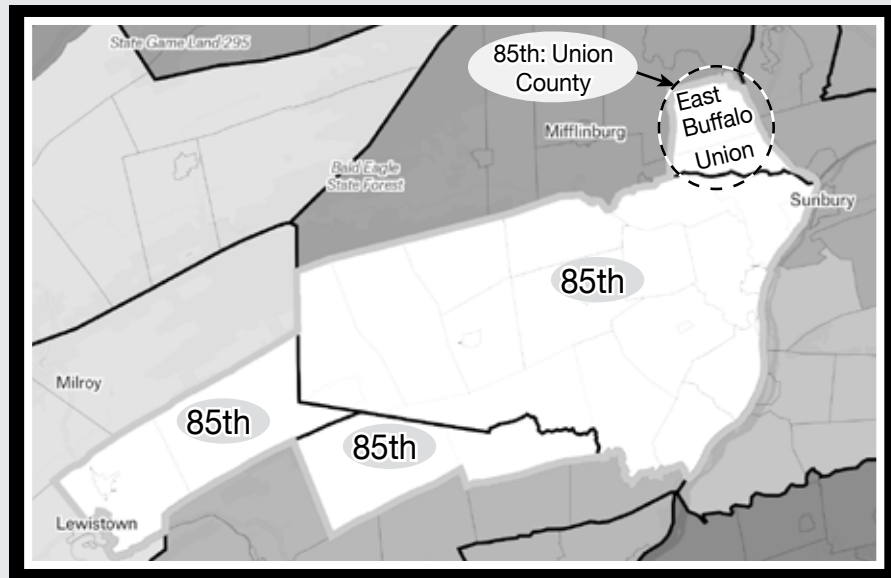 State Game Land 295
85th: Union
County
East
Buffalo
Union
Mifflinburg
Bald Eagle
State Forest
Sunbury
85th
Milroy
85th
85th
Lewistown